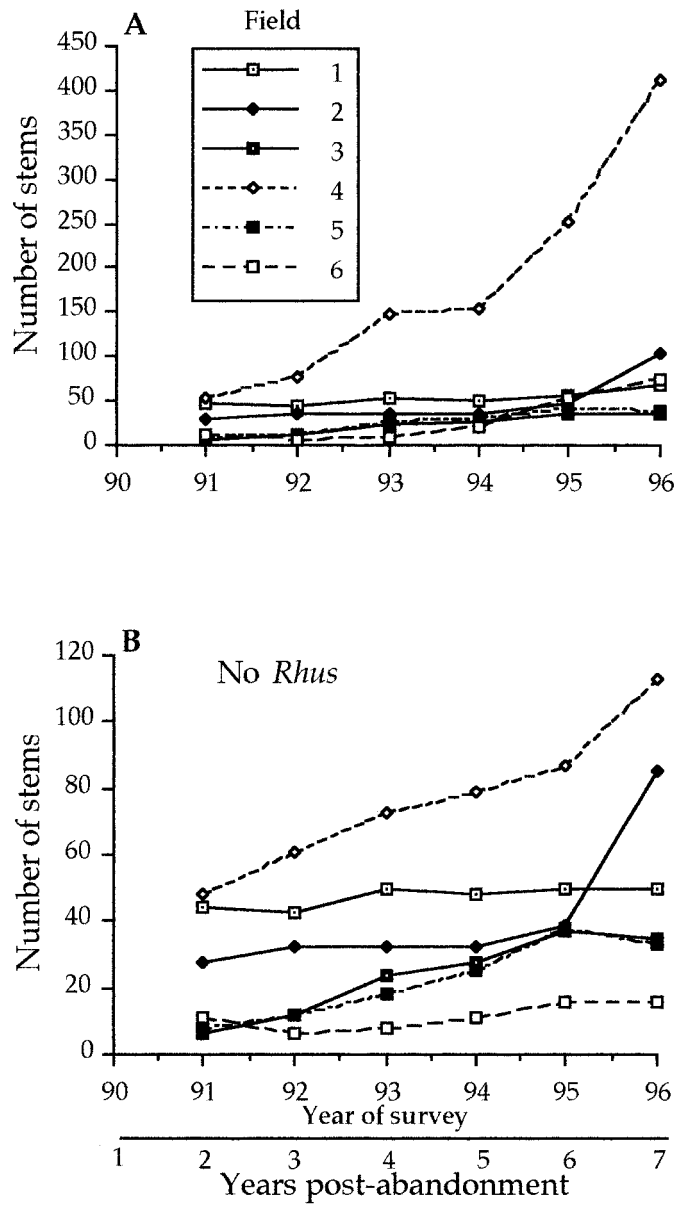 A
Field
1
2
3
4
5
6
Number of stems
450
400
350
300
250
200
150
100
50
0
90 91 92 93 94 95 96
B
No Rhus
Number of stems
120
100
80
60
40
20
0
90 91 92 93 94 95 96
Year of survey
1 2 3 4 5 6 7
Years post-abandonment